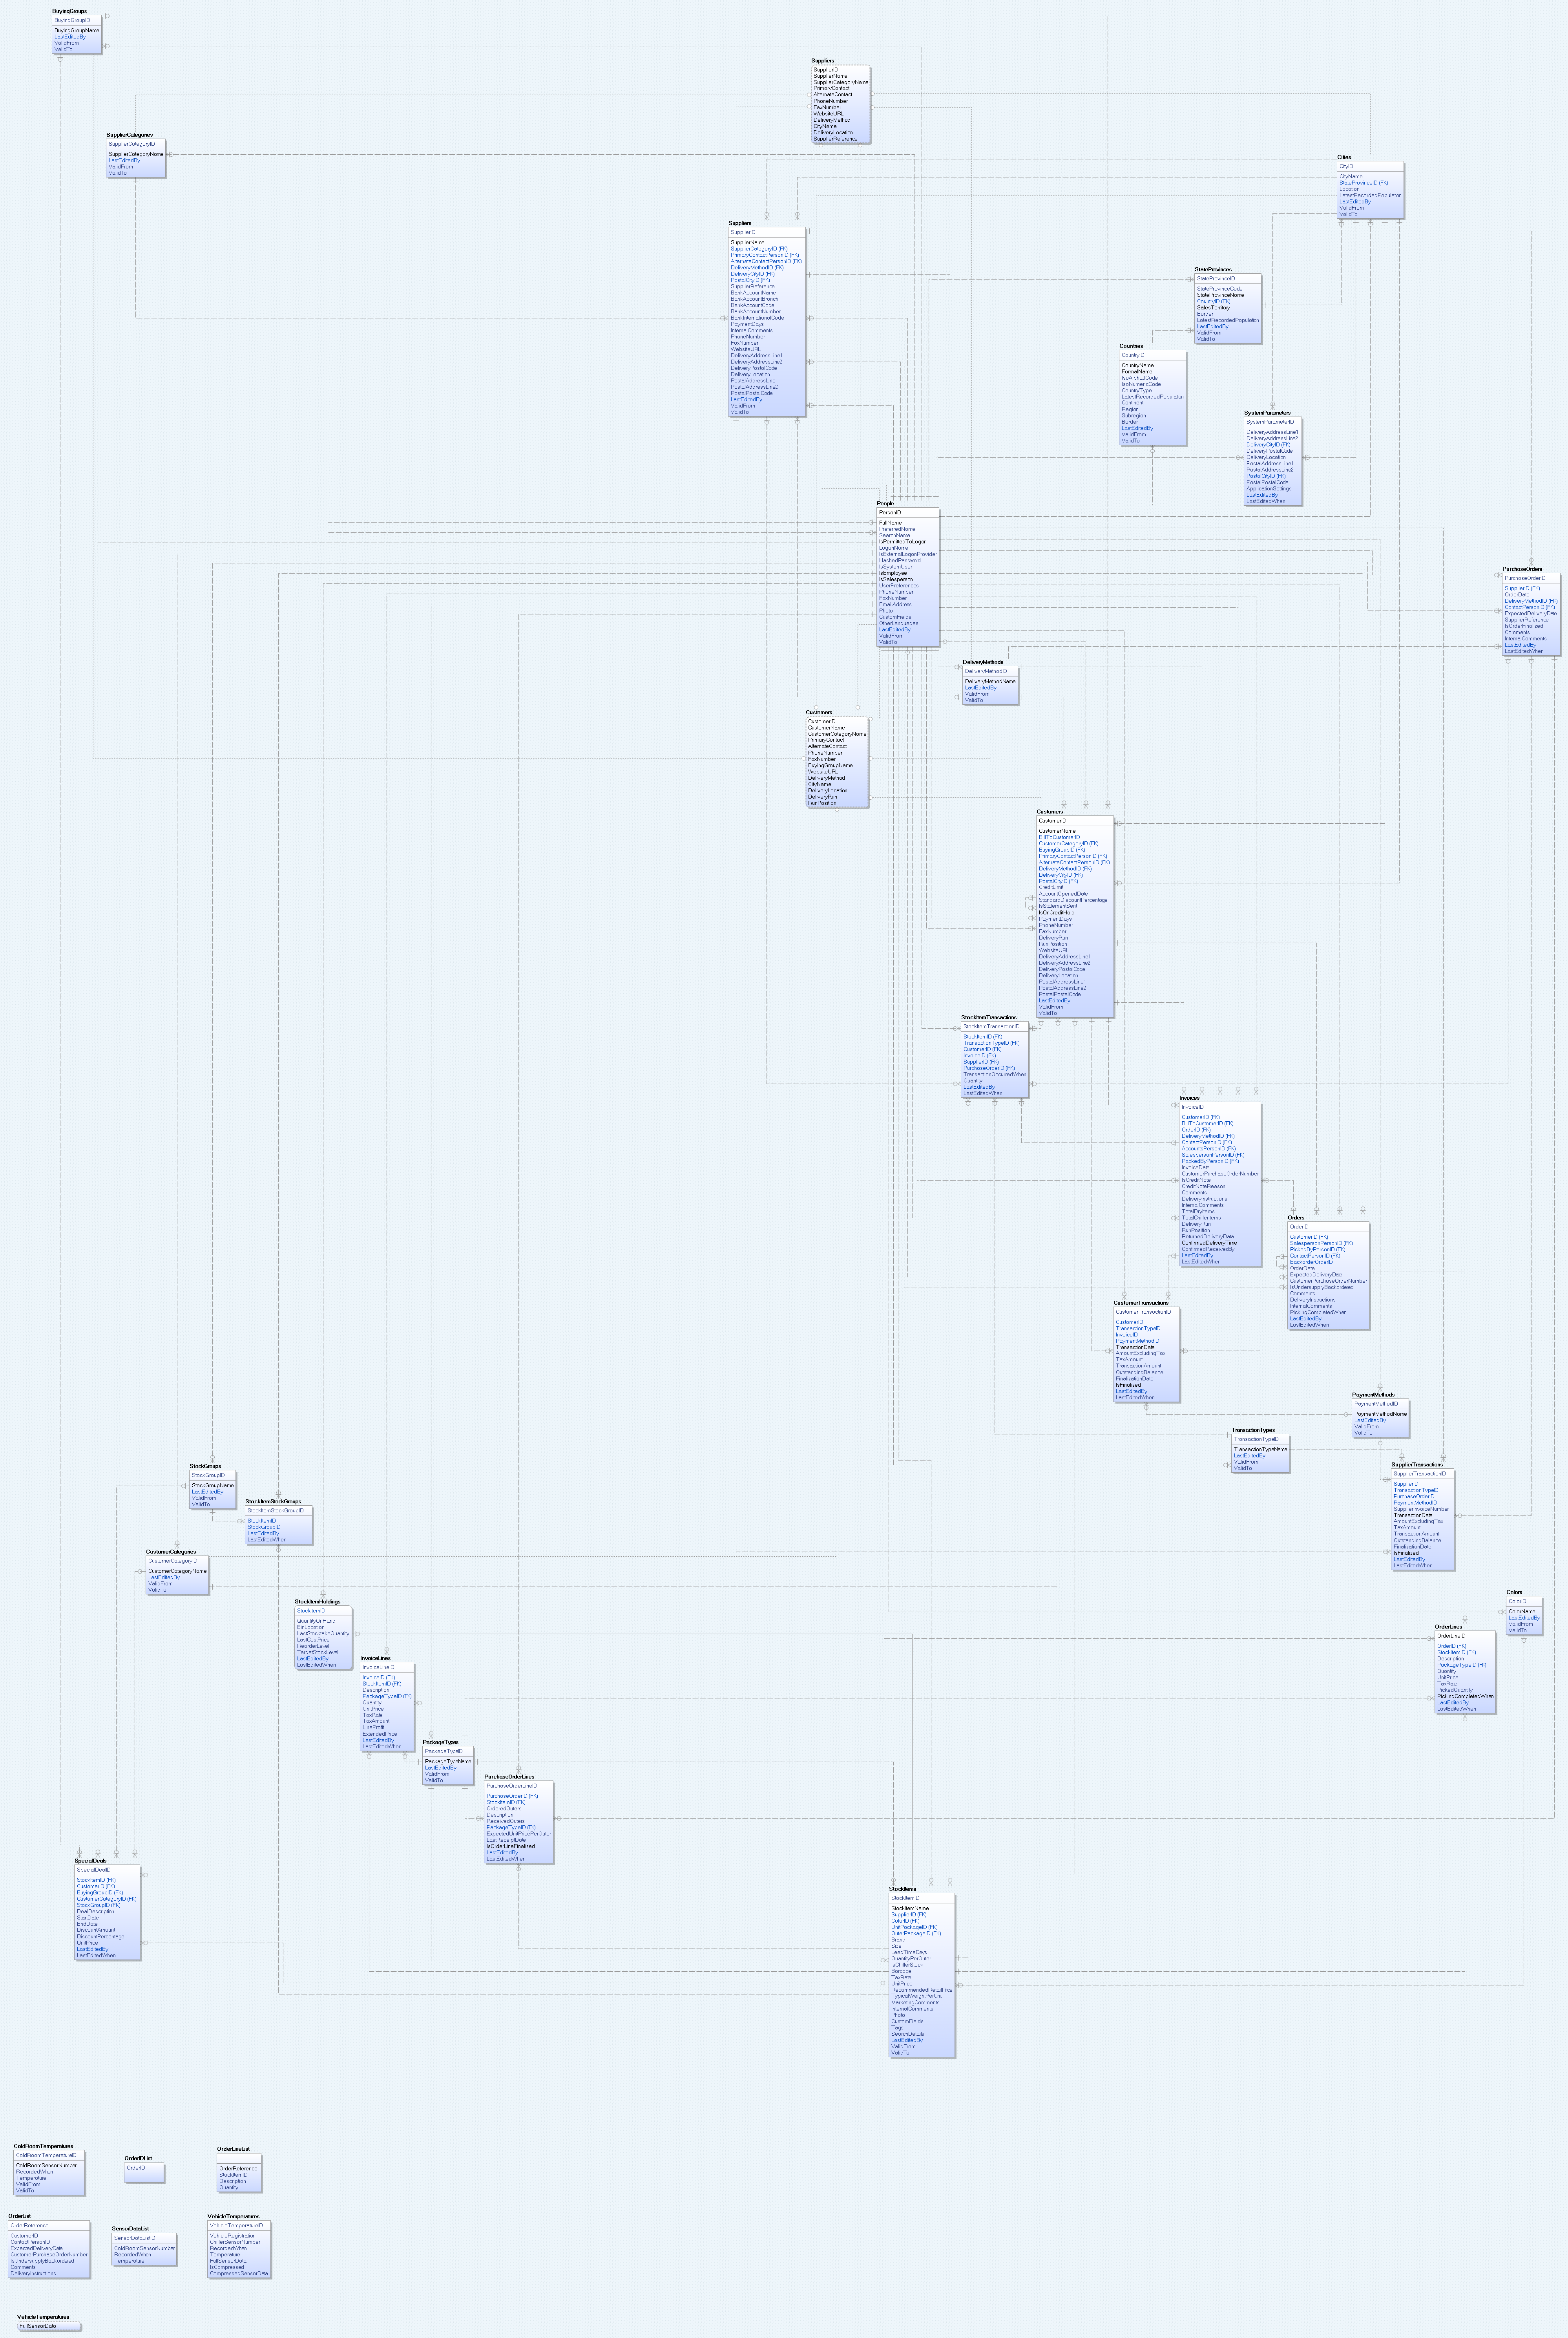 BuyingGroups
BuyingGroupID
BuyingGroupName
LastEditedBy
ValidFrom
ValidTo
Suppliers
SupplierID
SupplierName
SupplierCategoryName
PrimaryContact
AlternateContact
PhoneNumber
FaxNumber
WebsiteURL
DeliveryMethod
CityName
DeliveryLocation
SupplierReference
SupplierCategories
SupplierCategoryID
SupplierCategoryName
LastEditedBy
ValidFrom
ValidTo
Cities
CityID
CityName
StateProvinceID (FK)
Location
LatestRecordedPopulation
LastEditedBy
ValidFrom
ValidTo
Suppliers
SupplierID
SupplierName
SupplierCategoryID (FK)
PrimaryContactPersonID (FK)
AlternateContactPersonID (FK)
DeliveryMethodID (FK)
DeliveryCityID (FK)
PostalCityID (FK)
SupplierReference
BankAccountName
BankAccountBranch
BankAccountCode
BankAccountNumber
BankInternationalCode
PaymentDays
InternalComments
PhoneNumber
FaxNumber
WebsiteURL
DeliveryAddressLine1
DeliveryAddressLine2
DeliveryPostalCode
DeliveryLocation
PostalAddressLine1
PostalAddressLine2
PostalPostalCode
LastEditedBy
ValidFrom
ValidTo
StateProvinces
StateProvinceID
StateProvinceCode
StateProvinceName
CountryID (FK)
SalesTerritory
Border
LatestRecordedPopulation
LastEditedBy
ValidFrom
ValidTo
Countries
CountryID
CountryName
FormalName
IsoAlpha3Code
IsoNumericCode
CountryType
LatestRecordedPopulation
Continent
Region
Subregion
Border
LastEditedBy
ValidFrom
ValidTo
SystemParameters
SystemParameterID
DeliveryAddressLine1
DeliveryAddressLine2
DeliveryCityID (FK)
DeliveryPostalCode
DeliveryLocation
PostalAddressLine1
PostalAddressLine2
PostalCityID (FK)
PostalPostalCode
ApplicationSettings
LastEditedBy
LastEditedWhen
People
PersonID
FullName
PreferredName
SearchName
IsPermittedToLogon
LogonName
IsExternalLogonProvider
HashedPassword
IsSystemUser
IsEmployee
IsSalesperson
UserPreferences
PhoneNumber
FaxNumber
EmailAddress
Photo
CustomFields
OtherLanguages
LastEditedBy
ValidFrom
ValidTo
PurchaseOrders
PurchaseOrderID
SupplierID (FK)
OrderDate
DeliveryMethodID (FK)
ContactPersonID (FK)
ExpectedDeliveryDate
SupplierReference
IsOrderFinalized
Comments
InternalComments
LastEditedBy
LastEditedWhen
DeliveryMethods
DeliveryMethodID
DeliveryMethodName
LastEditedBy
ValidFrom
ValidTo
Customers
CustomerID
CustomerName
CustomerCategoryName
PrimaryContact
AlternateContact
PhoneNumber
FaxNumber
BuyingGroupName
WebsiteURL
DeliveryMethod
CityName
DeliveryLocation
DeliveryRun
RunPosition
Customers
CustomerID
CustomerName
BillToCustomerID
CustomerCategoryID (FK)
BuyingGroupID (FK)
PrimaryContactPersonID (FK)
AlternateContactPersonID (FK)
DeliveryMethodID (FK)
DeliveryCityID (FK)
PostalCityID (FK)
CreditLimit
AccountOpenedDate
StandardDiscountPercentage
IsStatementSent
IsOnCreditHold
PaymentDays
PhoneNumber
FaxNumber
DeliveryRun
RunPosition
WebsiteURL
DeliveryAddressLine1
DeliveryAddressLine2
DeliveryPostalCode
DeliveryLocation
PostalAddressLine1
PostalAddressLine2
PostalPostalCode
LastEditedBy
ValidFrom
ValidTo
StockItemTransactions
StockItemTransactionID
StockItemID (FK)
TransactionTypeID (FK)
CustomerID (FK)
InvoiceID (FK)
SupplierID (FK)
PurchaseOrderID (FK)
TransactionOccurredWhen
Quantity
LastEditedBy
LastEditedWhen
Invoices
InvoiceID
CustomerID (FK)
BillToCustomerID (FK)
OrderID (FK)
DeliveryMethodID (FK)
ContactPersonID (FK)
AccountsPersonID (FK)
SalespersonPersonID (FK)
PackedByPersonID (FK)
InvoiceDate
CustomerPurchaseOrderNumber
IsCreditNote
CreditNoteReason
Comments
DeliveryInstructions
InternalComments
TotalDryItems
TotalChillerItems
DeliveryRun
RunPosition
ReturnedDeliveryData
ConfirmedDeliveryTime
ConfirmedReceivedBy
LastEditedBy
LastEditedWhen
Orders
OrderID
CustomerID (FK)
SalespersonPersonID (FK)
PickedByPersonID (FK)
ContactPersonID (FK)
BackorderOrderID
OrderDate
ExpectedDeliveryDate
CustomerPurchaseOrderNumber
IsUndersupplyBackordered
Comments
DeliveryInstructions
InternalComments
PickingCompletedWhen
LastEditedBy
LastEditedWhen
CustomerTransactions
CustomerTransactionID
CustomerID
TransactionTypeID
InvoiceID
PaymentMethodID
TransactionDate
AmountExcludingTax
TaxAmount
TransactionAmount
OutstandingBalance
FinalizationDate
IsFinalized
LastEditedBy
LastEditedWhen
PaymentMethods
PaymentMethodID
PaymentMethodName
LastEditedBy
ValidFrom
ValidTo
TransactionTypes
TransactionTypeID
TransactionTypeName
LastEditedBy
ValidFrom
ValidTo
SupplierTransactions
SupplierTransactionID
SupplierID
TransactionTypeID
PurchaseOrderID
PaymentMethodID
SupplierInvoiceNumber
TransactionDate
AmountExcludingTax
TaxAmount
TransactionAmount
OutstandingBalance
FinalizationDate
IsFinalized
LastEditedBy
LastEditedWhen
StockGroups
StockGroupID
StockGroupName
LastEditedBy
ValidFrom
ValidTo
StockItemStockGroups
StockItemStockGroupID
StockItemID
StockGroupID
LastEditedBy
LastEditedWhen
CustomerCategories
CustomerCategoryID
CustomerCategoryName
LastEditedBy
ValidFrom
ValidTo
StockItemHoldings
StockItemID
QuantityOnHand
BinLocation
LastStocktakeQuantity
LastCostPrice
ReorderLevel
TargetStockLevel
LastEditedBy
LastEditedWhen
Colors
ColorID
ColorName
LastEditedBy
ValidFrom
ValidTo
OrderLines
OrderLineID
OrderID (FK)
StockItemID (FK)
Description
PackageTypeID (FK)
Quantity
UnitPrice
TaxRate
PickedQuantity
PickingCompletedWhen
LastEditedBy
LastEditedWhen
InvoiceLines
InvoiceLineID
InvoiceID (FK)
StockItemID (FK)
Description
PackageTypeID (FK)
Quantity
UnitPrice
TaxRate
TaxAmount
LineProfit
ExtendedPrice
LastEditedBy
LastEditedWhen
PackageTypes
PackageTypeID
PackageTypeName
LastEditedBy
ValidFrom
ValidTo
PurchaseOrderLines
PurchaseOrderLineID
PurchaseOrderID (FK)
StockItemID (FK)
OrderedOuters
Description
ReceivedOuters
PackageTypeID (FK)
ExpectedUnitPricePerOuter
LastReceiptDate
IsOrderLineFinalized
LastEditedBy
LastEditedWhen
SpecialDeals
SpecialDealID
StockItemID (FK)
CustomerID (FK)
BuyingGroupID (FK)
CustomerCategoryID (FK)
StockGroupID (FK)
DealDescription
StartDate
EndDate
DiscountAmount
DiscountPercentage
UnitPrice
LastEditedBy
LastEditedWhen
StockItems
StockItemID
StockItemName
SupplierID (FK)
ColorID (FK)
UnitPackageID (FK)
OuterPackageID (FK)
Brand
Size
LeadTimeDays
QuantityPerOuter
IsChillerStock
Barcode
TaxRate
UnitPrice
RecommendedRetailPrice
TypicalWeightPerUnit
MarketingComments
InternalComments
Photo
CustomFields
Tags
SearchDetails
LastEditedBy
ValidFrom
ValidTo
ColdRoomTemperatures
ColdRoomTemperatureID
ColdRoomSensorNumber
RecordedWhen
Temperature
ValidFrom
ValidTo
OrderIDList
OrderID
OrderLineList
OrderReference
StockItemID
Description
Quantity
OrderList
OrderReference
CustomerID
ContactPersonID
ExpectedDeliveryDate
CustomerPurchaseOrderNumber
IsUndersupplyBackordered
Comments
DeliveryInstructions
SensorDataList
SensorDataListID
ColdRoomSensorNumber
RecordedWhen
Temperature
VehicleTemperatures
VehicleTemperatureID
VehicleRegistration
ChillerSensorNumber
RecordedWhen
Temperature
FullSensorData
IsCompressed
CompressedSensorData
VehicleTemperatures
FullSensorData